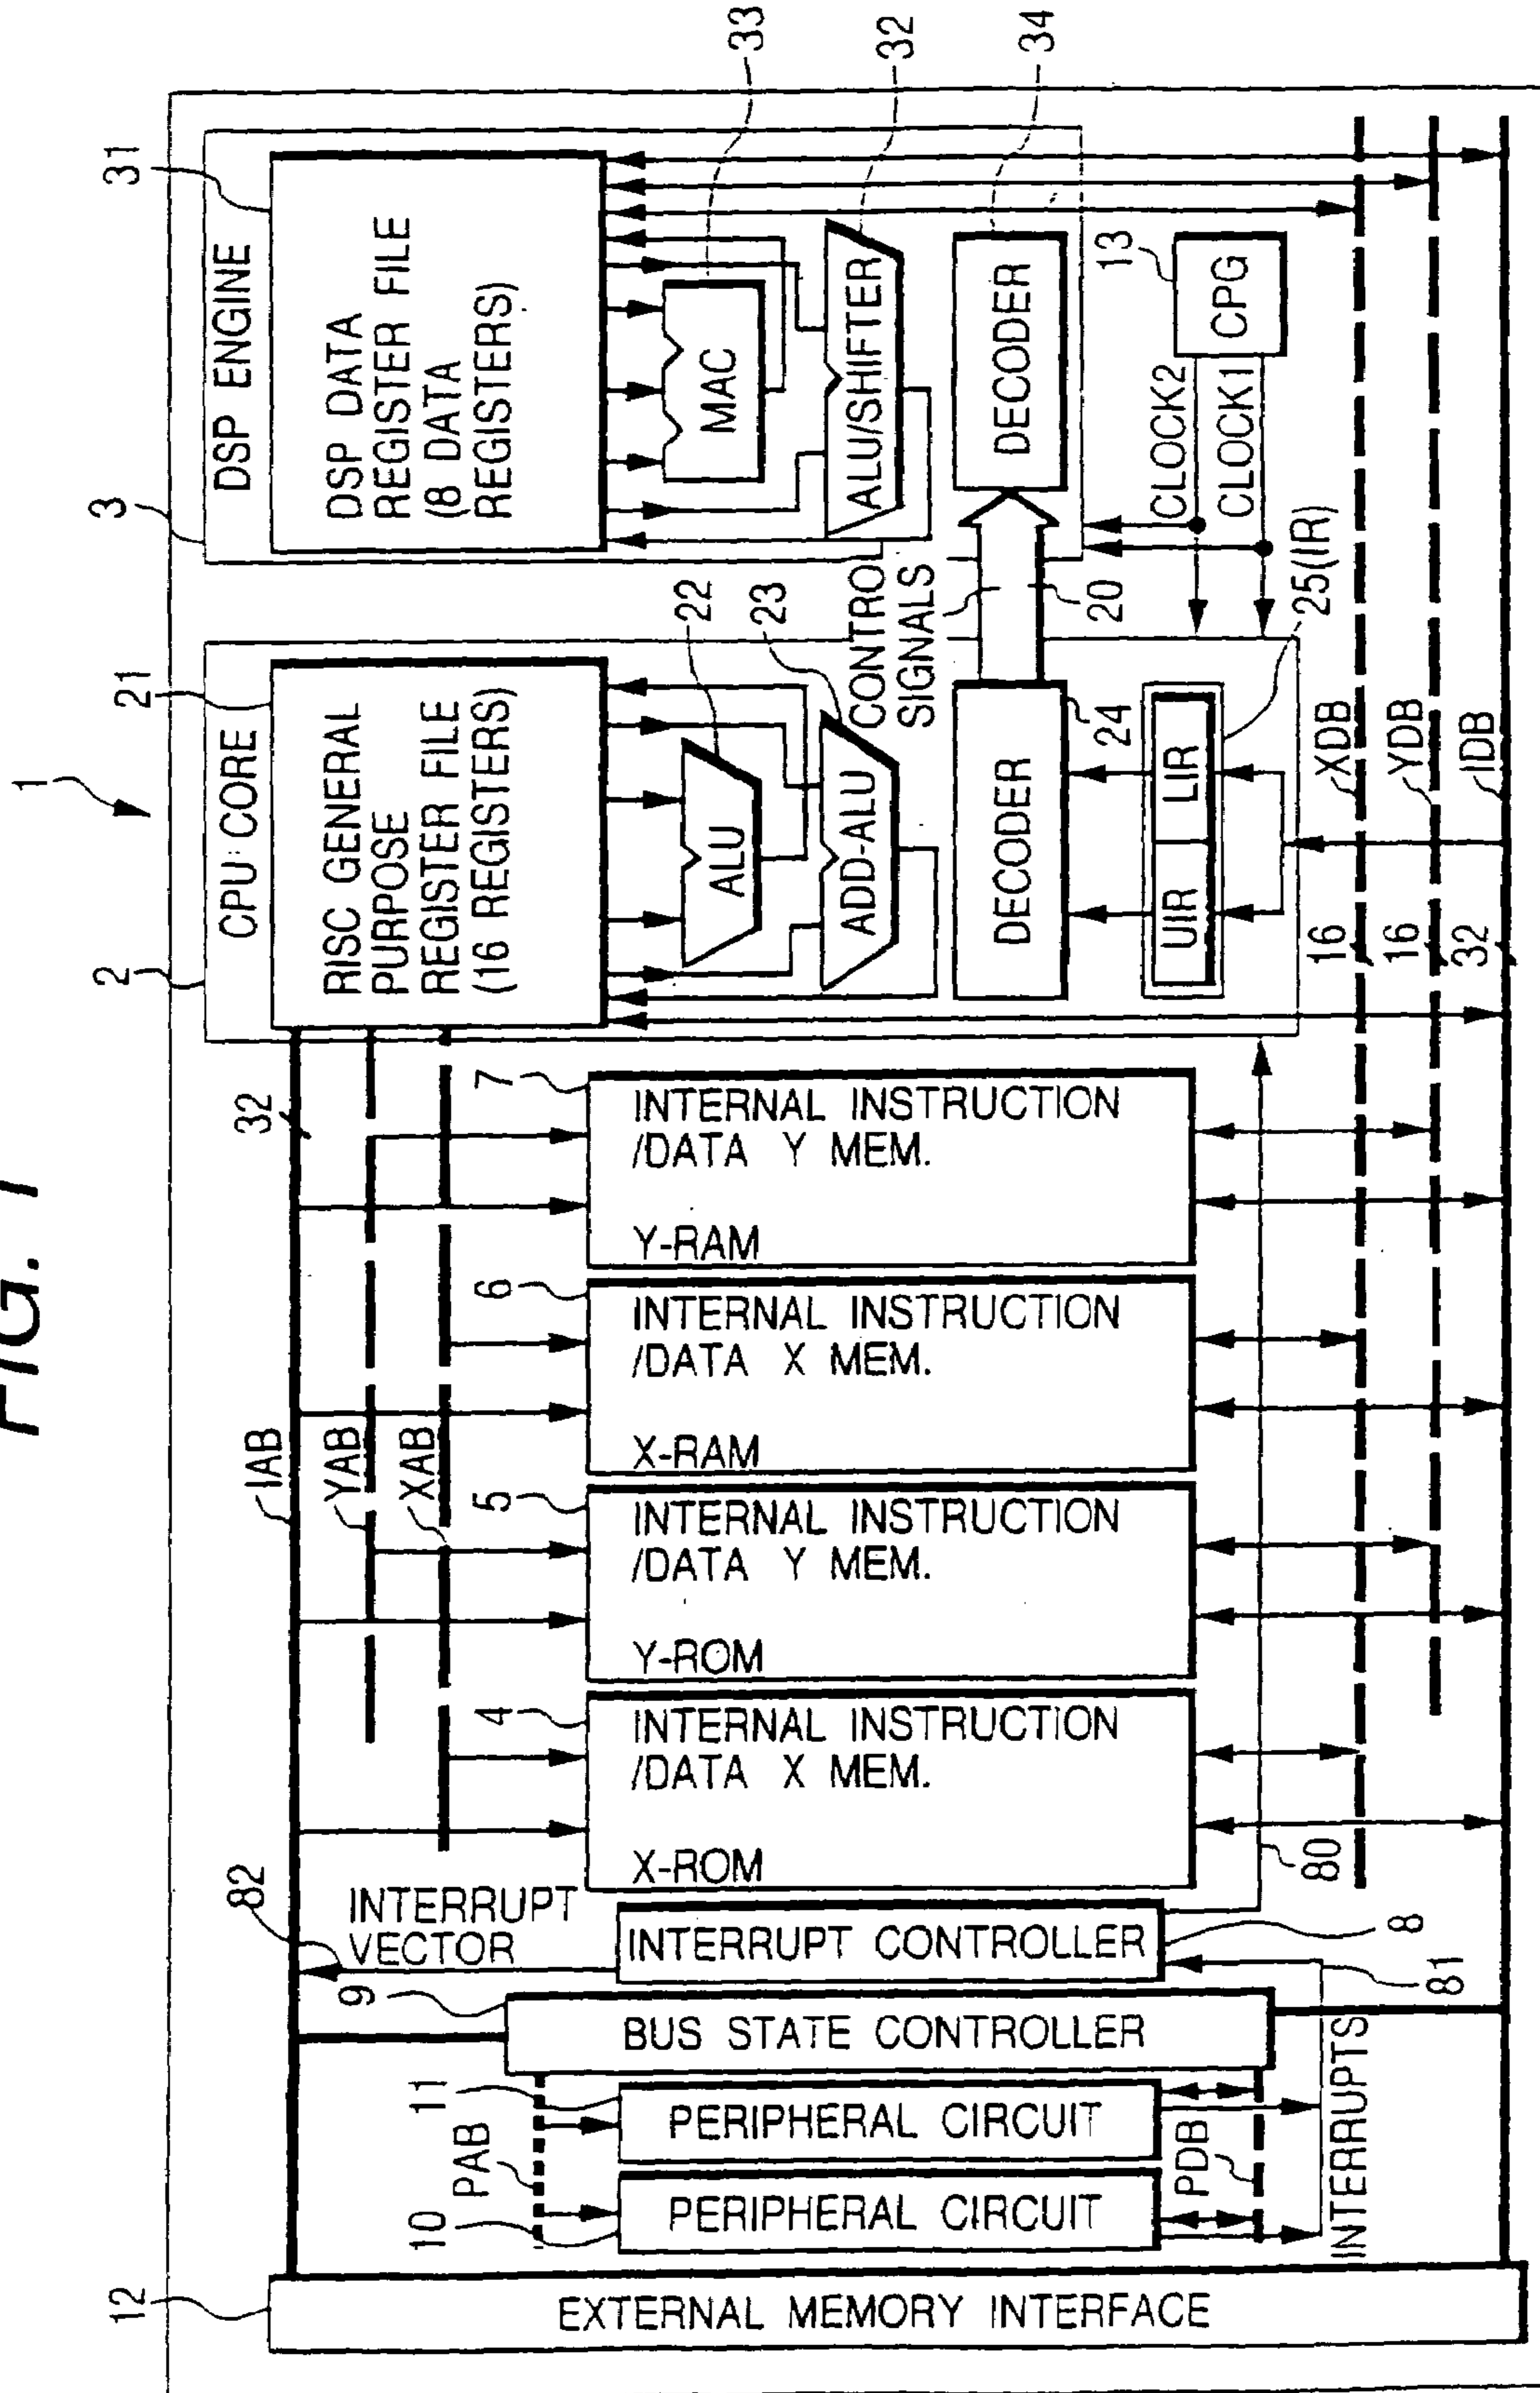 FIG. 1
1
2
CPU CORE
21
RISC GENERAL
PURPOSE
REGISTER FILE
(16 REGISTERS)
ALU
22
ADD-ALU
23
CONTROL
SIGNALS
DECODER
24
20
UIR
LIR
25(IR)
3
DSP ENGINE
31
DSP DATA
REGISTER FILE
(8 DATA
REGISTERS)
MAC
33
ALU/SHIFTER
32
DECODER
34
CLOCK2
CLOCK1
13
CPG
16
XDB
16
YDB
32
IDB
32
IAB
YAB
XAB
7
INTERNAL INSTRUCTION
/DATA Y MEM.
Y-RAM
6
INTERNAL INSTRUCTION
/DATA X MEM.
X-RAM
5
INTERNAL INSTRUCTION
/DATA Y MEM.
Y-ROM
4
INTERNAL INSTRUCTION
/DATA X MEM.
X-ROM
80
82
INTERRUPT
VECTOR
INTERRUPT CONTROLLER
8
81
9
BUS STATE CONTROLLER
INTERRUPTS
11
PERIPHERAL CIRCUIT
PAB
PDB
10
PERIPHERAL CIRCUIT
12
EXTERNAL MEMORY INTERFACE